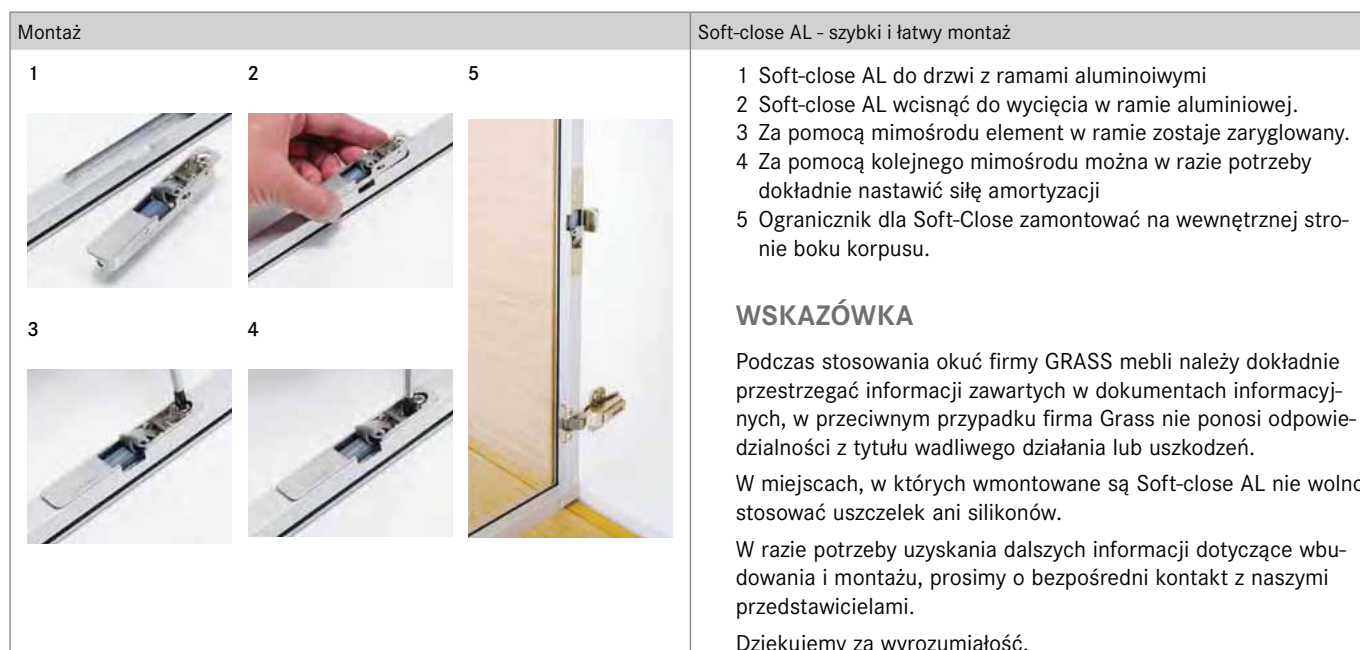 Montaż
1
2
5
3
4
Soft-close AL - szybki i łatwy montaż
1 Soft-close AL do drzwi z ramami aluminoiwymi
2 Soft-close AL wcisnąć do wycięcia w ramie aluminiowej.
3 Za pomocą mimośrodu element w ramie zostaje zaryglowany.
4 Za pomocą kolejnego mimośrodu można w razie potrzeby
dokładnie nastawić siłę amortyzacji
5 Ogranicznik dla Soft-Close zamontować na wewnętrznej stro-
nie boku korpusu.
WSKAZÓWKA
Podczas stosowania okuć firmy GRASS mebli należy dokładnie
przestrzegać informacji zawartych w dokumentach informacyj-
nych, w przeciwnym przypadku firma Grass nie ponosi odpowie-
dzialności z tytułu wadliwego działania lub uszkodzeń.
W miejscach, w których wmontowane są Soft-close AL nie wolno
stosować uszczelek ani silikonów.
W razie potrzeby uzyskania dalszych informacji dotyczące wbu-
dowania i montażu, prosimy o bezpośredni kontakt z naszymi
przedstawicielami.
Dziękujemy za wyrozumiałość.